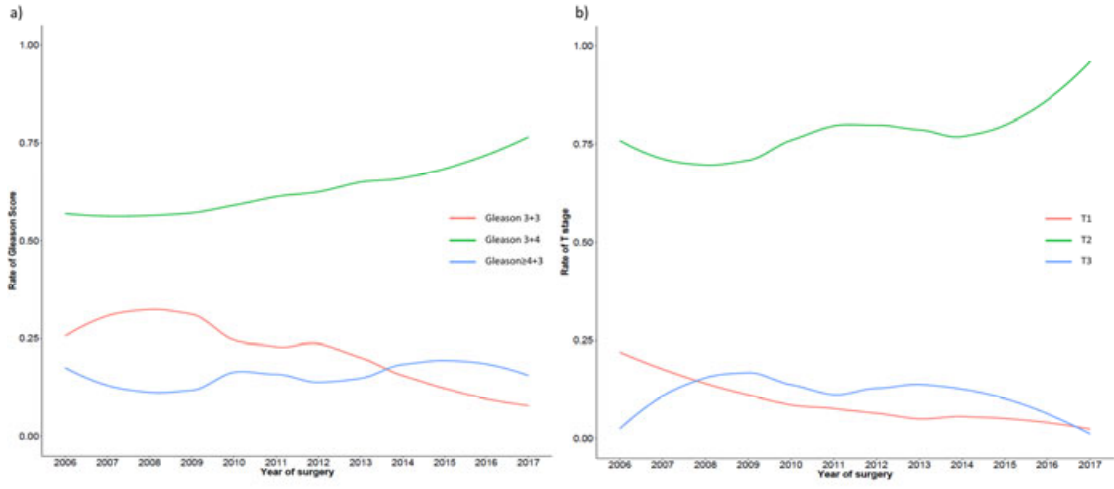 a)
1.00
0.75
0.50
0.25
0.00
Rate of Gleason Score
Gleason 3+3
Gleason 3+4
Gleason≥4+3
2006 2007 2008 2009 2010 2011 2012 2013 2014 2015 2016 2017
Year of surgery
b)
1.00
0.75
0.50
0.25
0.00
Rate of T stage
T1
T2
T3
2006 2007 2008 2009 2010 2011 2012 2013 2014 2015 2016 2017
Year of surgery